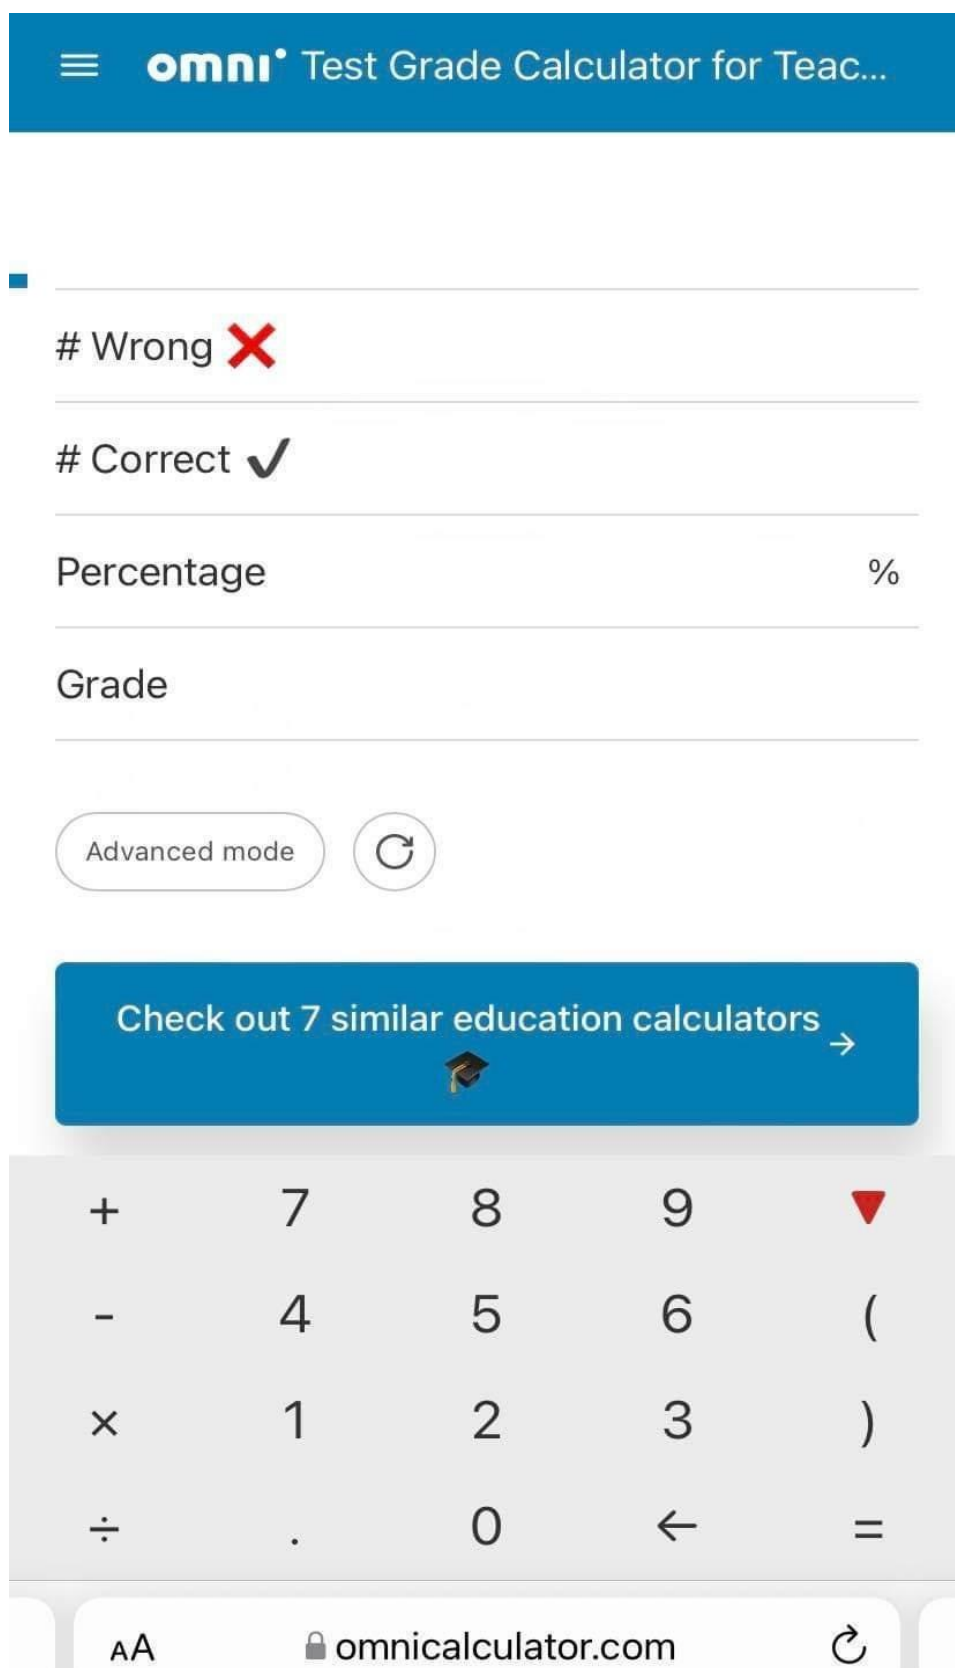 omni Test Grade Calculator for Teac...
# Wrong ❌
# Correct ✔
Percentage %
Grade
Advanced mode
Check out 7 similar education calculators →
🎓
+ 7 8 9
- 4 5 6 (
× 1 2 3 )
÷ . 0 ← =
AA omnicalculator.com